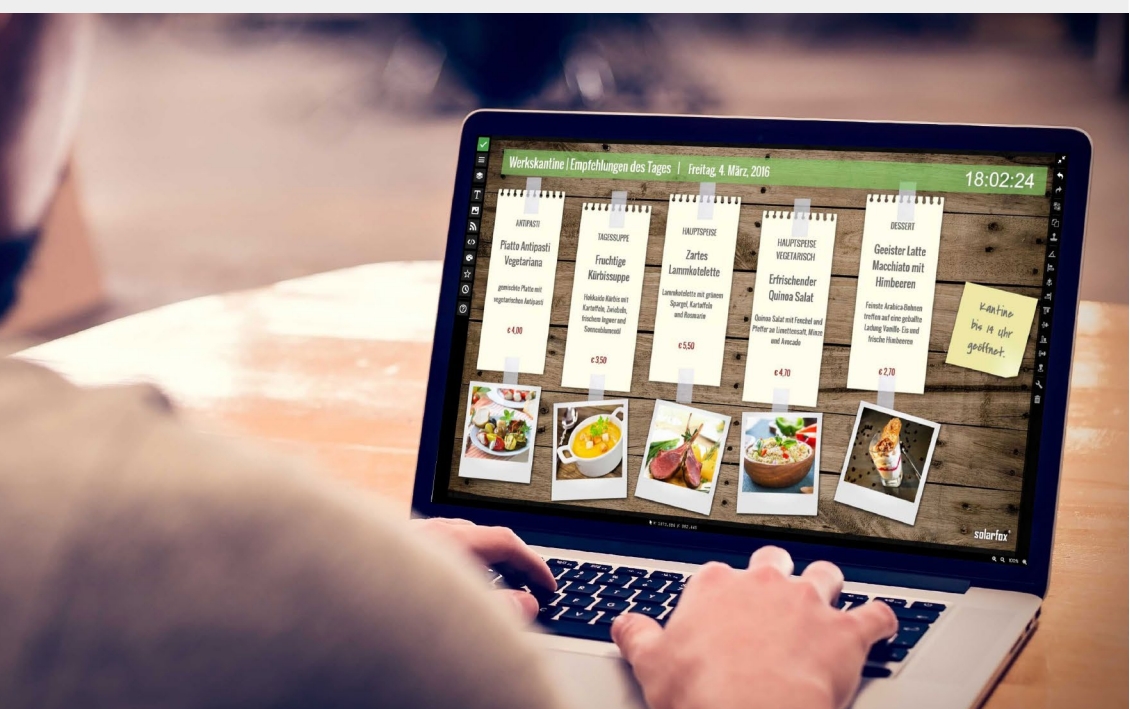 Werkskantine | Empfehlungen des Tages | Freitag, 4. März, 2016
18:02:24
ANTIPASTI
Piatto Antipasti
Vegetariana
gemischte Platte mit
vegetarischen Antipasti
€ 4,00
TAGESSUPPE
Fruchtige
Kürbissuppe
Hokkaido Kürbis mit
Kartoffeln, Zwiebeln,
frischem Ingwer und
Sonnenblumenöl
€ 3,50
HAUPTSPEISE
Zartes
Lammkotelette
Lammkotelette mit grünem
Spargel, Kartoffeln
und Rosmarin
€ 5,50
HAUPTSPEISE
VEGETARISCH
Erfrischender
Quinoa Salat
Quinoa Salat mit Fenchel und
Pfeffer an Limettensaft, Minze
und Avocado
€ 4,70
DESSERT
Geeister Latte
Macchiato mit
Himbeeren
Feinste Arabica-Bohnen
treffen auf eine geballte
Ladung Vanille-Eis und
frische Himbeeren
€ 2,70
Kantine
bis 14 Uhr
geöffnet.
solarfox
100%